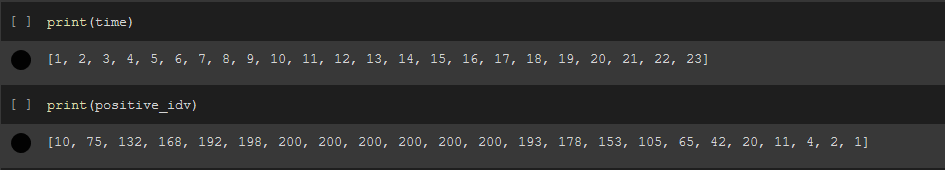 [ ] print(time)
[1, 2, 3, 4, 5, 6, 7, 8, 9, 10, 11, 12, 13, 14, 15, 16, 17, 18, 19, 20, 21, 22, 23]
[ ] print(positive_idv)
[10, 75, 132, 168, 192, 198, 200, 200, 200, 200, 200, 200, 193, 178, 153, 105, 65, 42, 20, 11, 4, 2, 1]